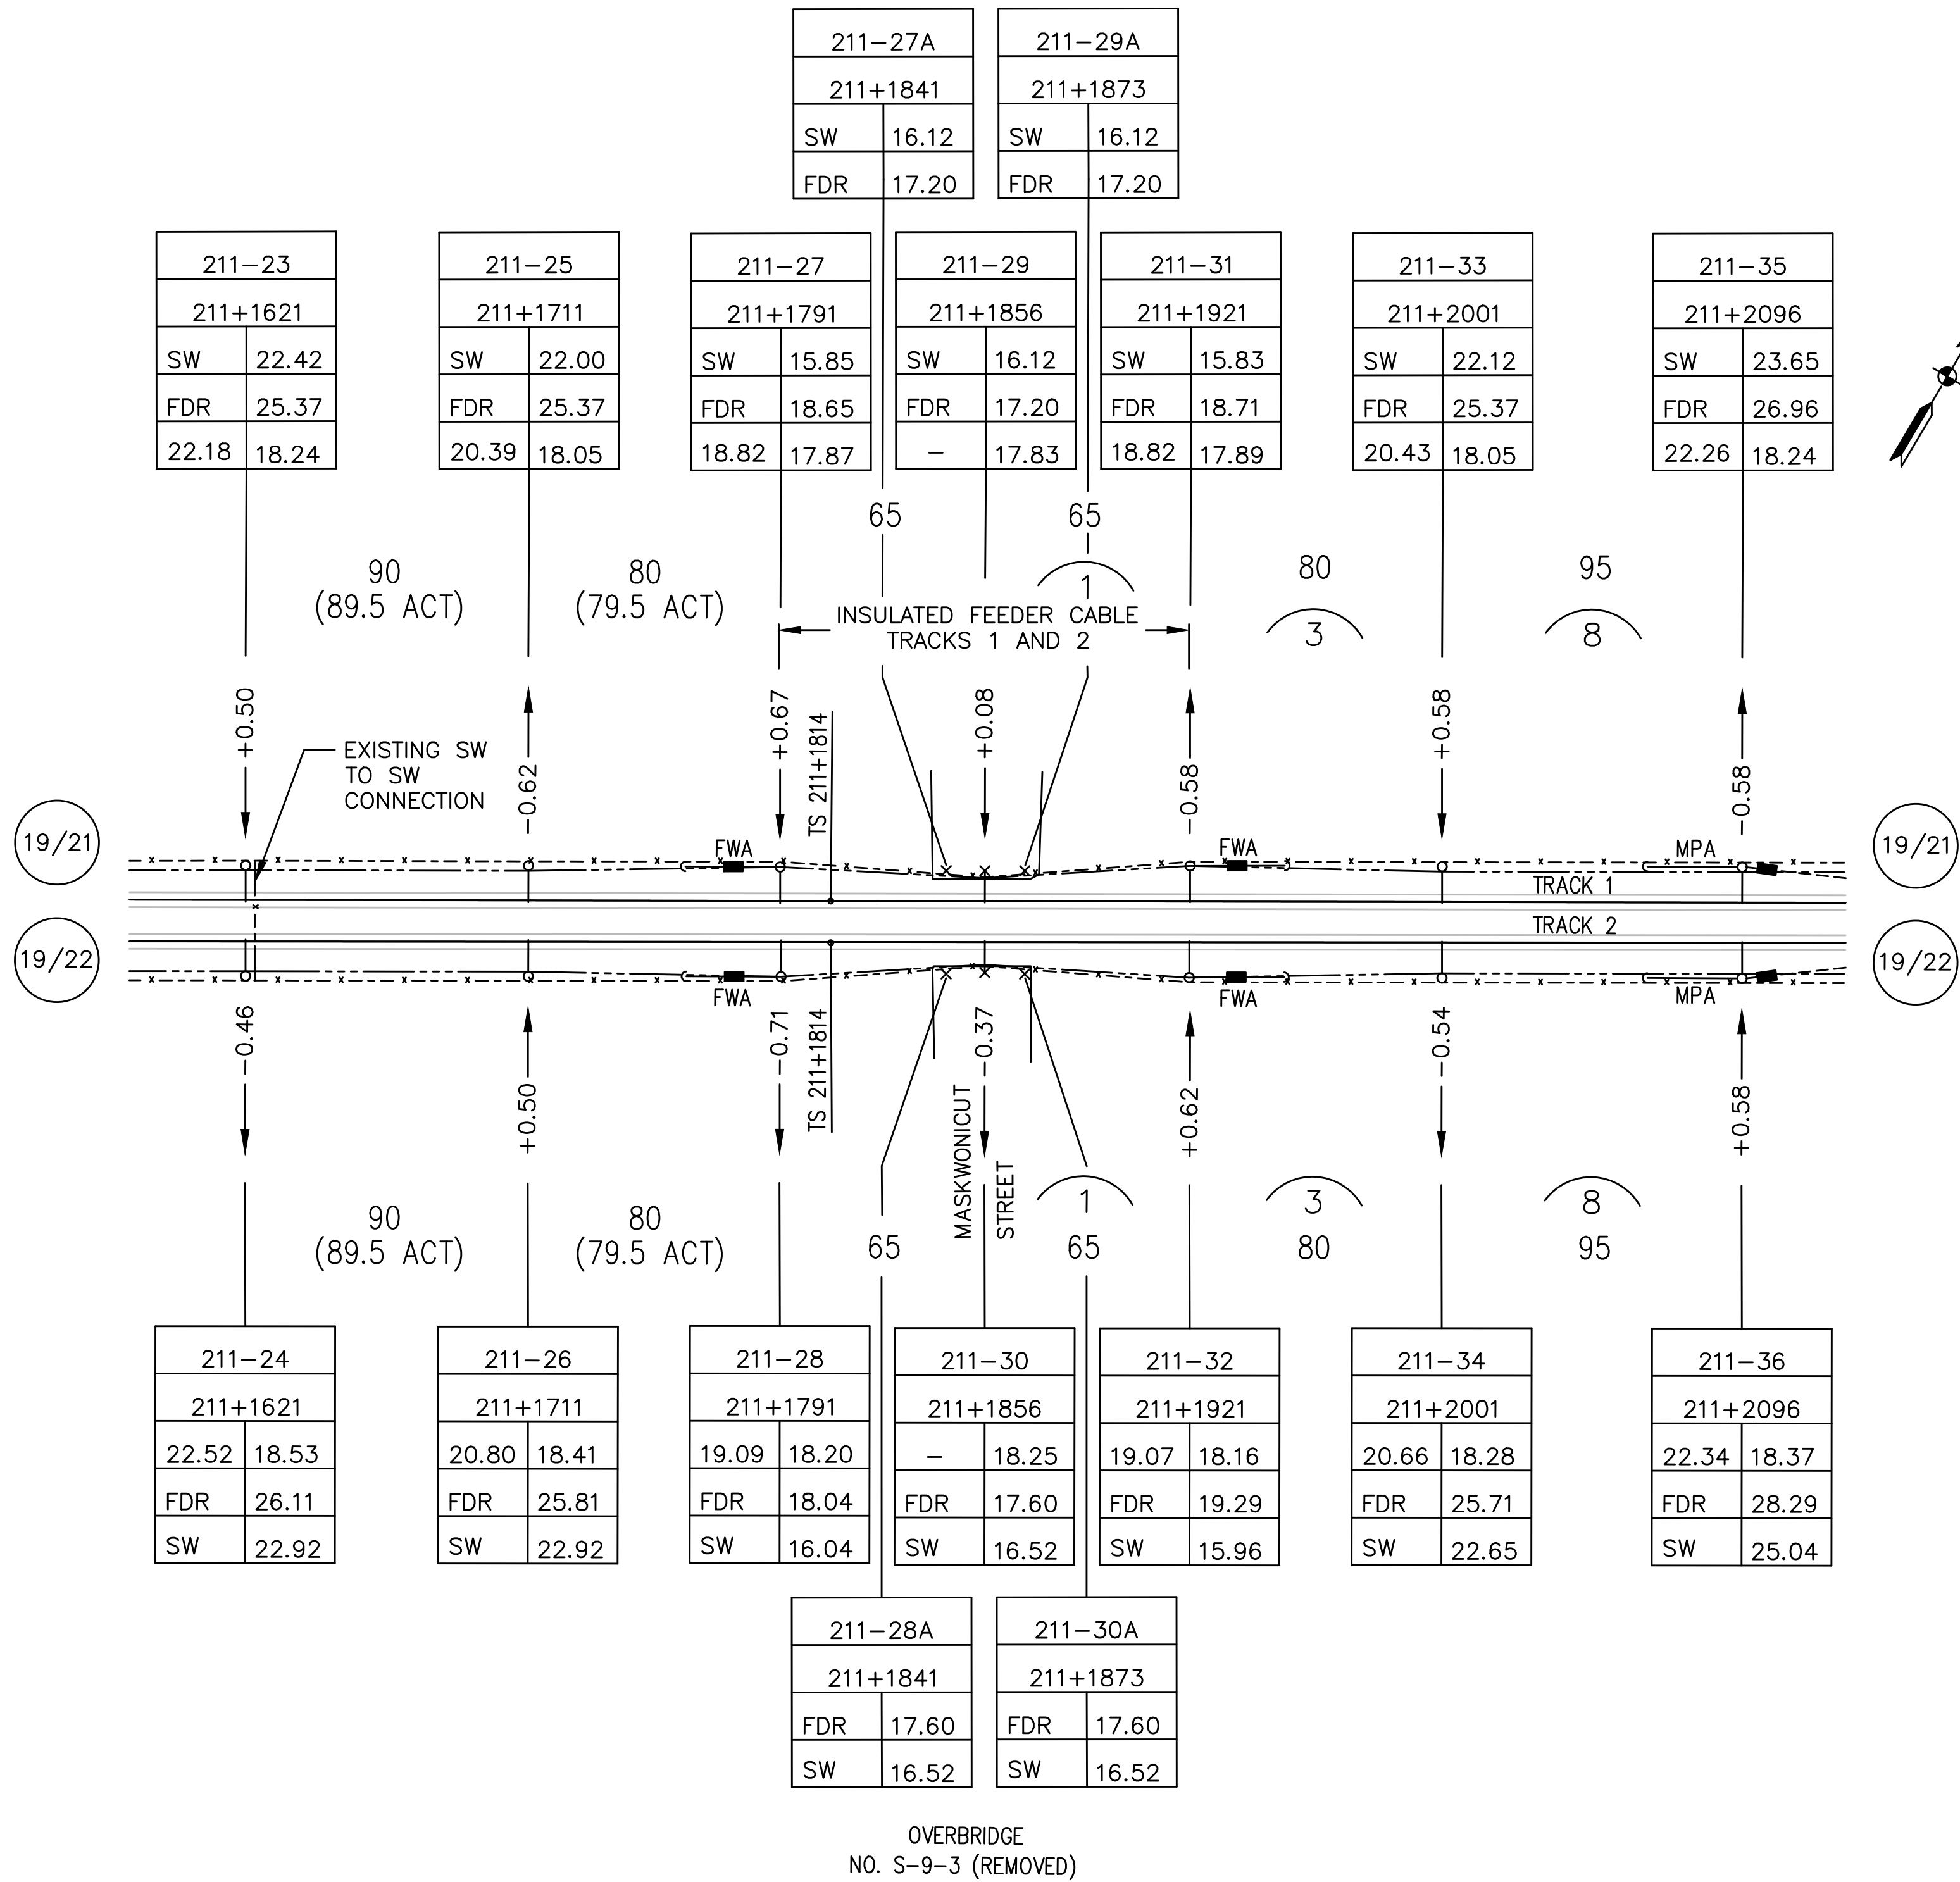 211-27A
211+1841
SW 16.12
FDR 17.20
211-29A
211+1873
SW 16.12
FDR 17.20
211-23
211+1621
SW 22.42
FDR 25.37
22.18 18.24
211-25
211+1711
SW 22.00
FDR 25.37
20.39 18.05
211-27
211+1791
SW 15.85
FDR 18.65
18.82 17.87
211-29
211+1856
SW 16.12
FDR 17.20
- 17.83
211-31
211+1921
SW 15.83
FDR 18.71
18.82 17.89
211-33
211+2001
SW 22.12
FDR 25.37
20.43 18.05
211-35
211+2096
SW 23.65
FDR 26.96
22.26 18.24
65
65
90
(89.5 ACT)
80
(79.5 ACT)
1
80
3
95
8
INSULATED FEEDER CABLE
TRACKS 1 AND 2
+0.50
-0.62
+0.67
TS 211+1814
+0.08
-0.58
+0.58
-0.58
EXISTING SW
TO SW
CONNECTION
19/21
FWA
FWA
MPA
19/21
TRACK 1
TRACK 2
19/22
FWA
FWA
MPA
19/22
-0.46
+0.50
-0.71
TS 211+1814
-0.37
+0.62
-0.54
+0.58
MASKWONICUT
STREET
90
(89.5 ACT)
80
(79.5 ACT)
65
1
65
3
80
8
95
211-24
211+1621
22.52 18.53
FDR 26.11
SW 22.92
211-26
211+1711
20.80 18.41
FDR 25.81
SW 22.92
211-28
211+1791
19.09 18.20
FDR 18.04
SW 16.04
211-30
211+1856
- 18.25
FDR 17.60
SW 16.52
211-32
211+1921
19.07 18.16
FDR 19.29
SW 15.96
211-34
211+2001
20.66 18.28
FDR 25.71
SW 22.65
211-36
211+2096
22.34 18.37
FDR 28.29
SW 25.04
211-28A
211+1841
FDR 17.60
SW 16.52
211-30A
211+1873
FDR 17.60
SW 16.52
OVERBRIDGE
NO. S-9-3 (REMOVED)